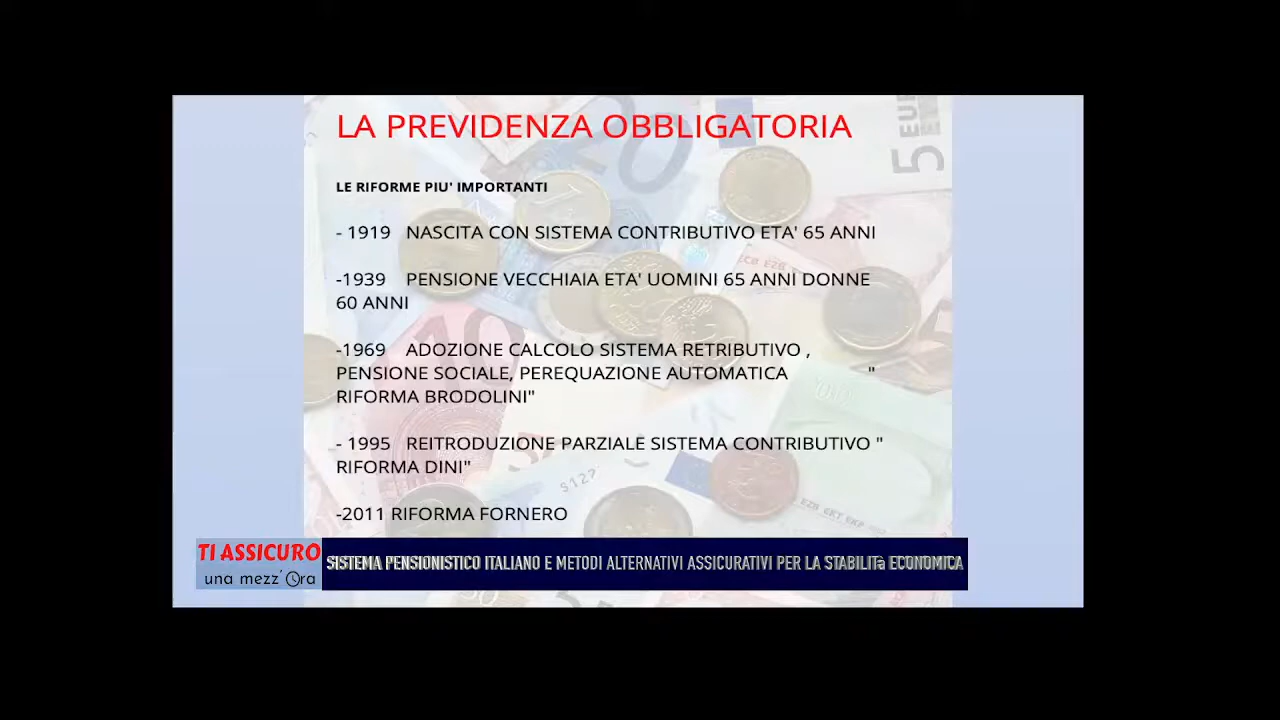 LA PREVIDENZA OBBLIGATORIA
LE RIFORME PIU' IMPORTANTI
- 1919 NASCITA CON SISTEMA CONTRIBUTIVO ETA' 65 ANNI
-1939 PENSIONE VECCHIAIA ETA' UOMINI 65 ANNI DONNE
60 ANNI
-1969 ADOZIONE CALCOLO SISTEMA RETRIBUTIVO ,
PENSIONE SOCIALE, PEREQUAZIONE AUTOMATICA "
RIFORMA BRODOLINI"
- 1995 REITRODUZIONE PARZIALE SISTEMA CONTRIBUTIVO "
RIFORMA DINI"
-2011 RIFORMA FORNERO
TI ASSICURO
una mezz'Ora
SISTEMA PENSIONISTICO ITALIANO E METODI ALTERNATIVI ASSICURATIVI PER LA STABILITà ECONOMICA